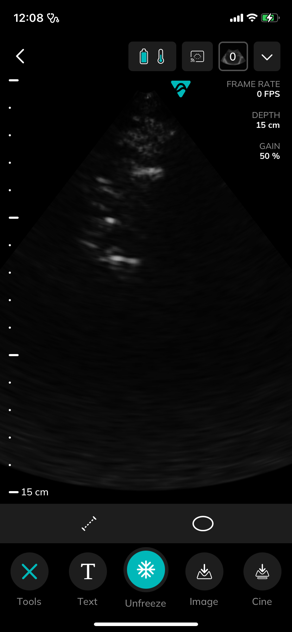 12:08
0
FRAME RATE
0 FPS
DEPTH
15 cm
GAIN
50 %
15 cm
Tools
T
Text
Unfreeze
Image
Cine